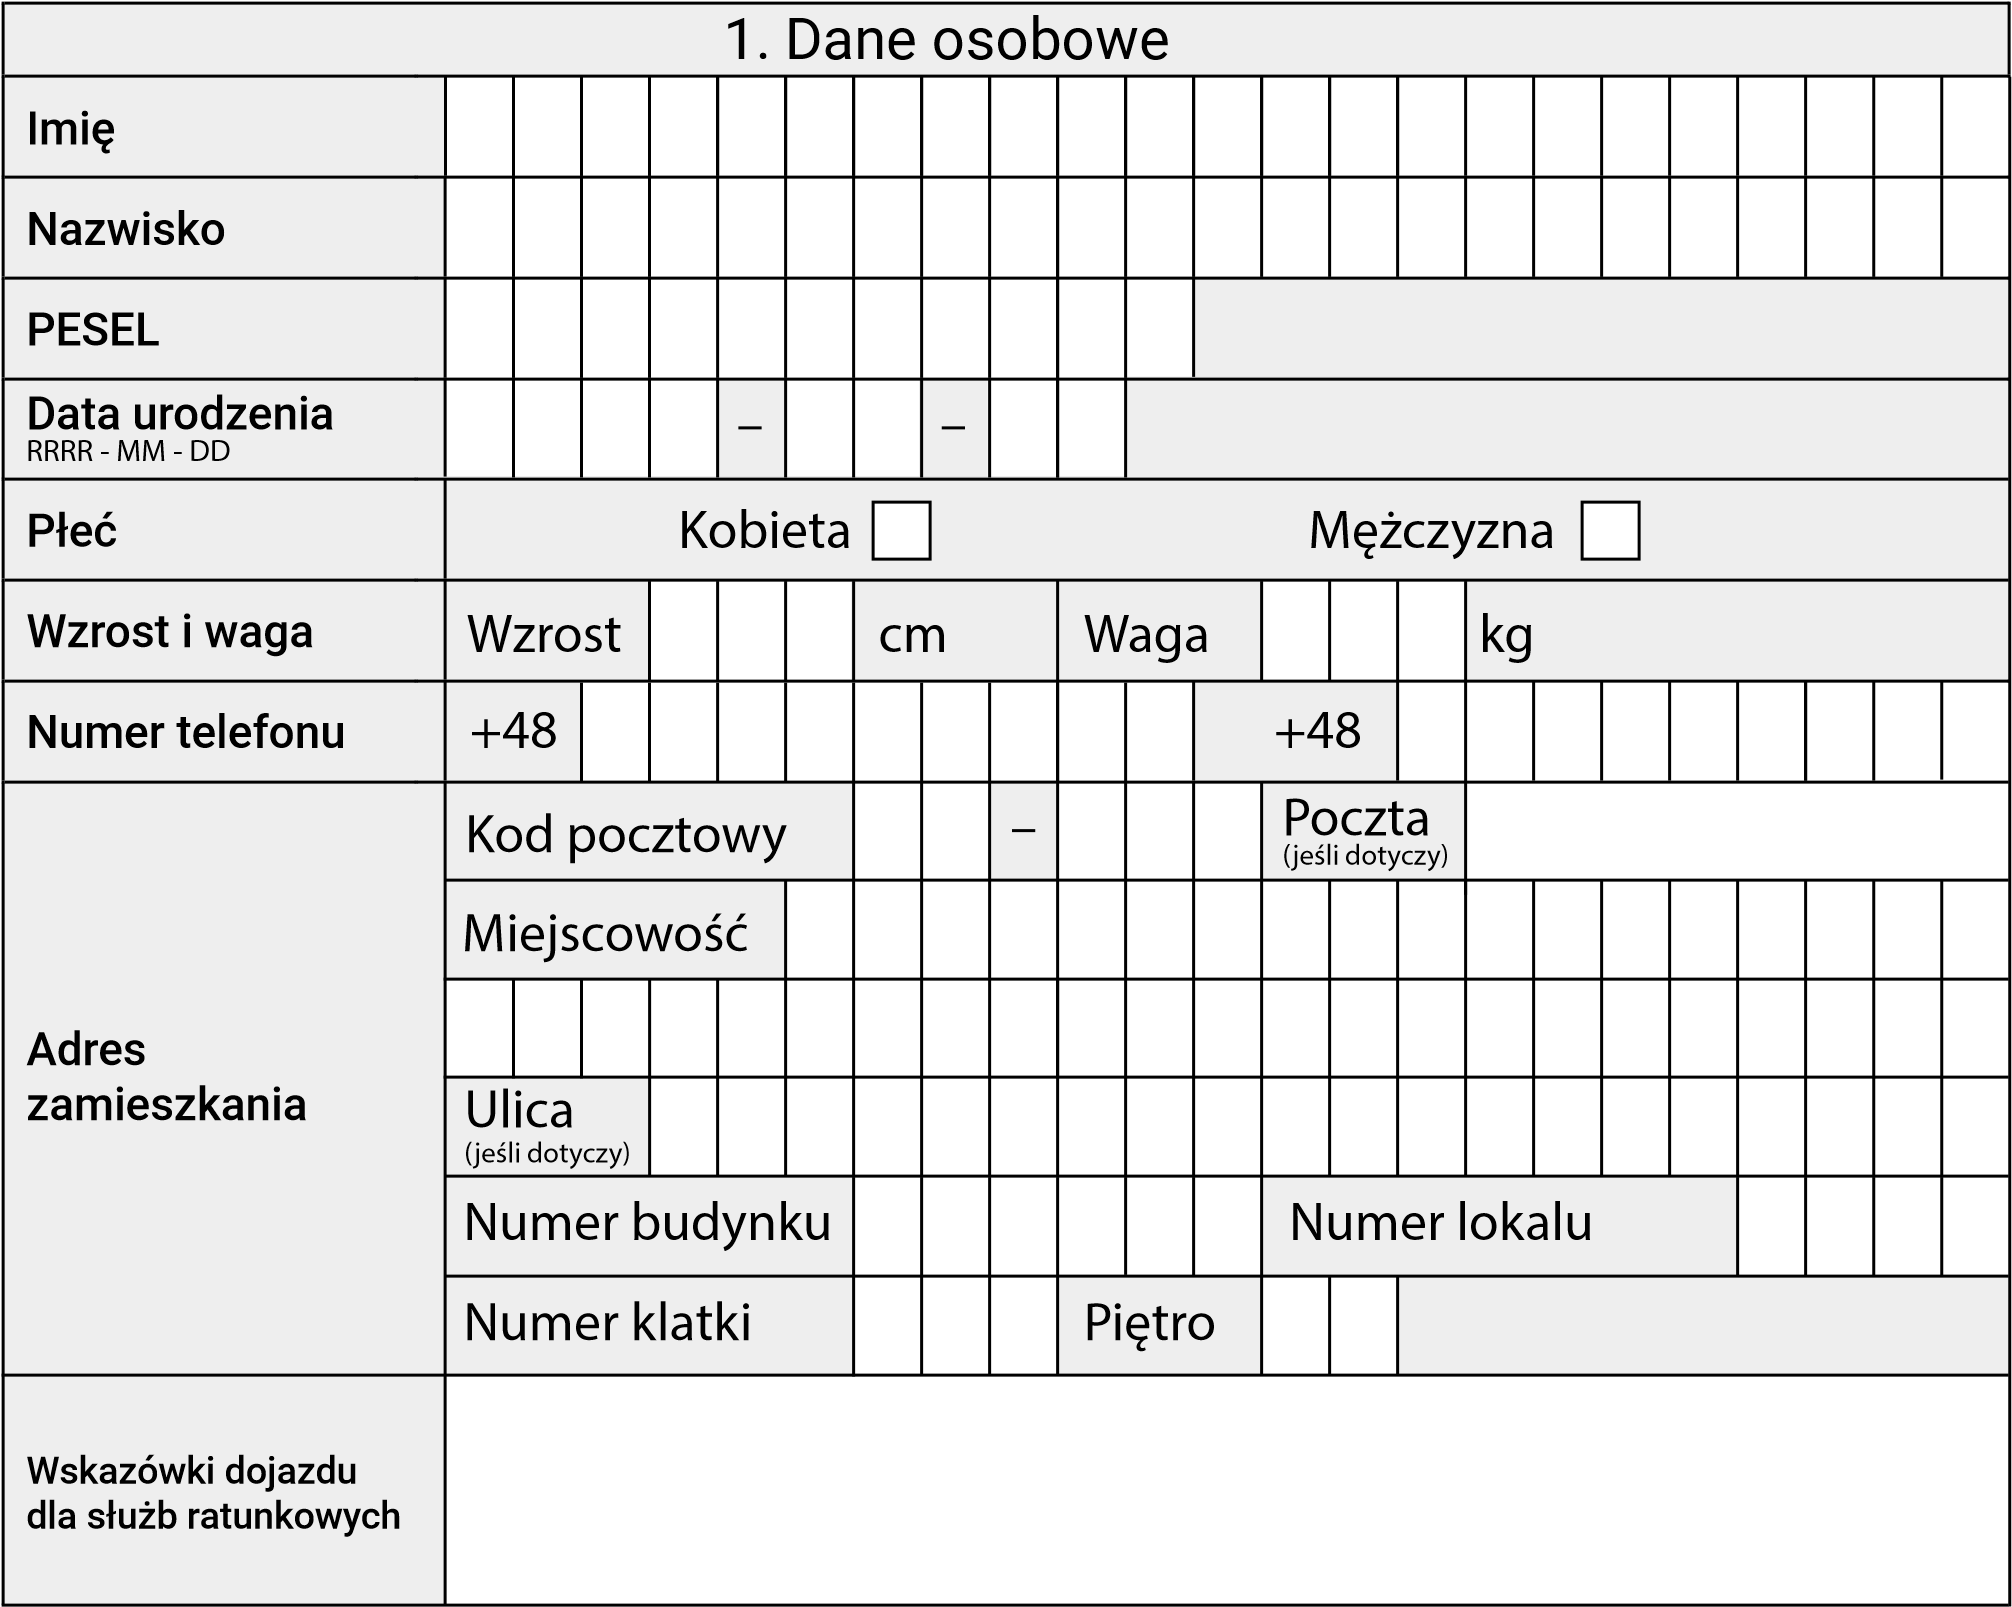 1. Dane osobowe
Imię
Nazwisko
PESEL
Data urodzenia
RRRR - MM - DD
– –
Płeć Kobieta Mężczyzna
Wzrost i waga Wzrost cm Waga kg
Numer telefonu +48 +48
Adres
zamieszkania
Kod pocztowy – Poczta
(jeśli dotyczy)
Miejscowość
Ulica
(jeśli dotyczy)
Numer budynku Numer lokalu
Numer klatki Piętro
Wskazówki dojazdu
dla służb ratunkowych